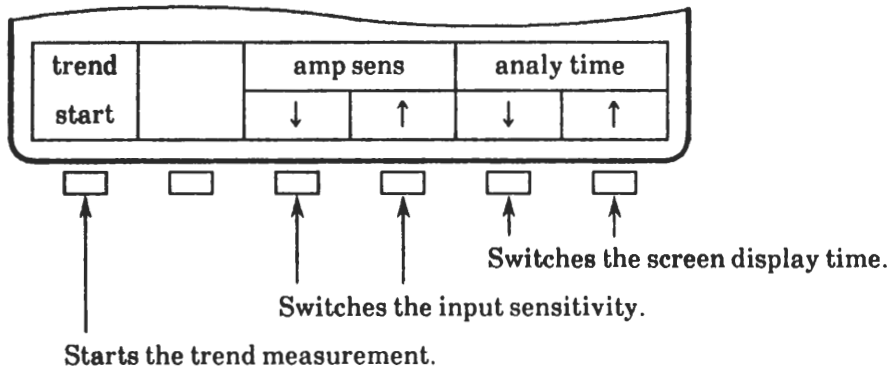 trend
start
amp sens
↓ ↑
analy time
↓ ↑
Switches the screen display time.
Switches the input sensitivity.
Starts the trend measurement.